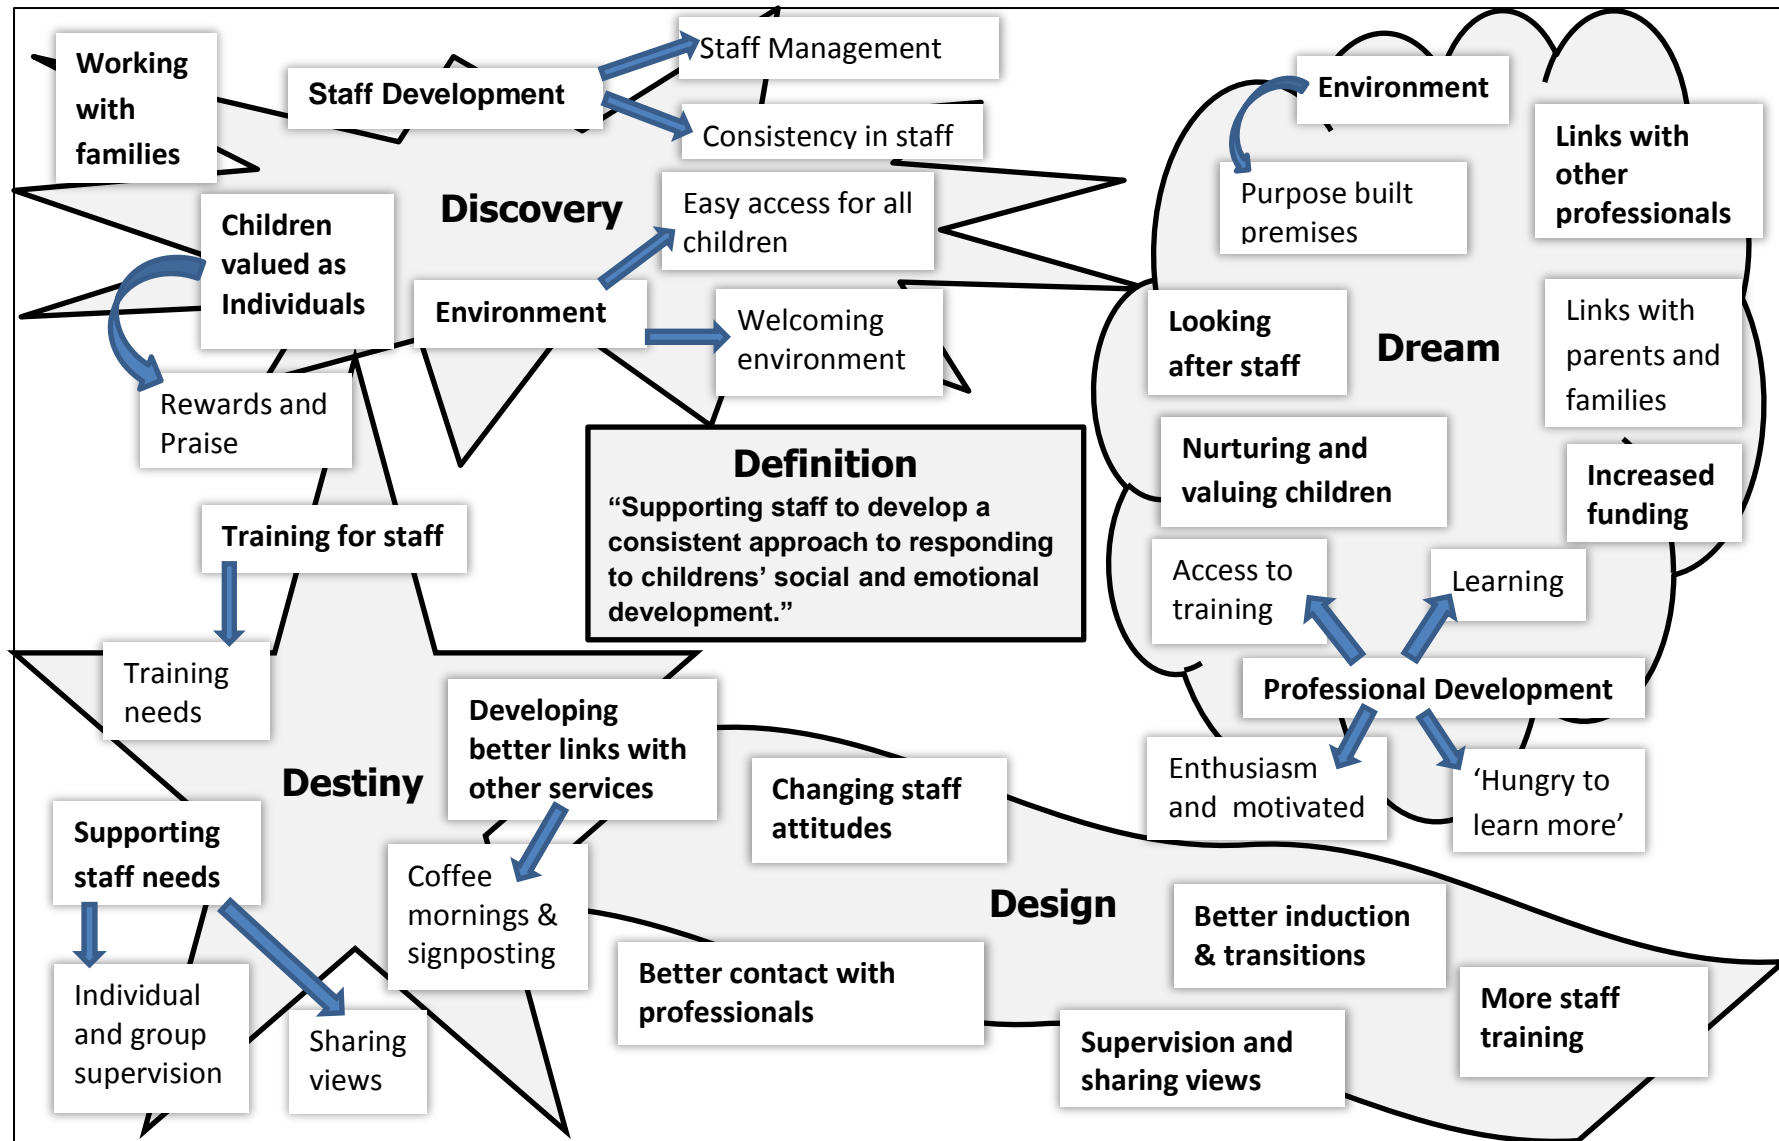 Working
with
families
Staff Development
Staff Management
Consistency in staff
Discovery
Children
valued as
Individuals
Rewards and
Praise
Environment
Easy access for all
children
Welcoming
environment
Environment
Purpose built
premises
Links with
other
professionals
Looking
after staff
Dream
Links with
parents and
families
Nurturing and
valuing children
Increased
funding
Access to
training
Learning
Professional Development
Enthusiasm
and  motivated
‘Hungry to
learn more’
Definition
“Supporting staff to develop a
consistent approach to responding
to childrens’ social and emotional
development.”
Training for staff
Training
needs
Destiny
Developing
better links with
other services
Coffee
mornings &
signposting
Supporting
staff needs
Individual
and group
supervision
Sharing
views
Changing staff
attitudes
Design
Better contact with
professionals
Better induction
& transitions
Supervision and
sharing views
More staff
training